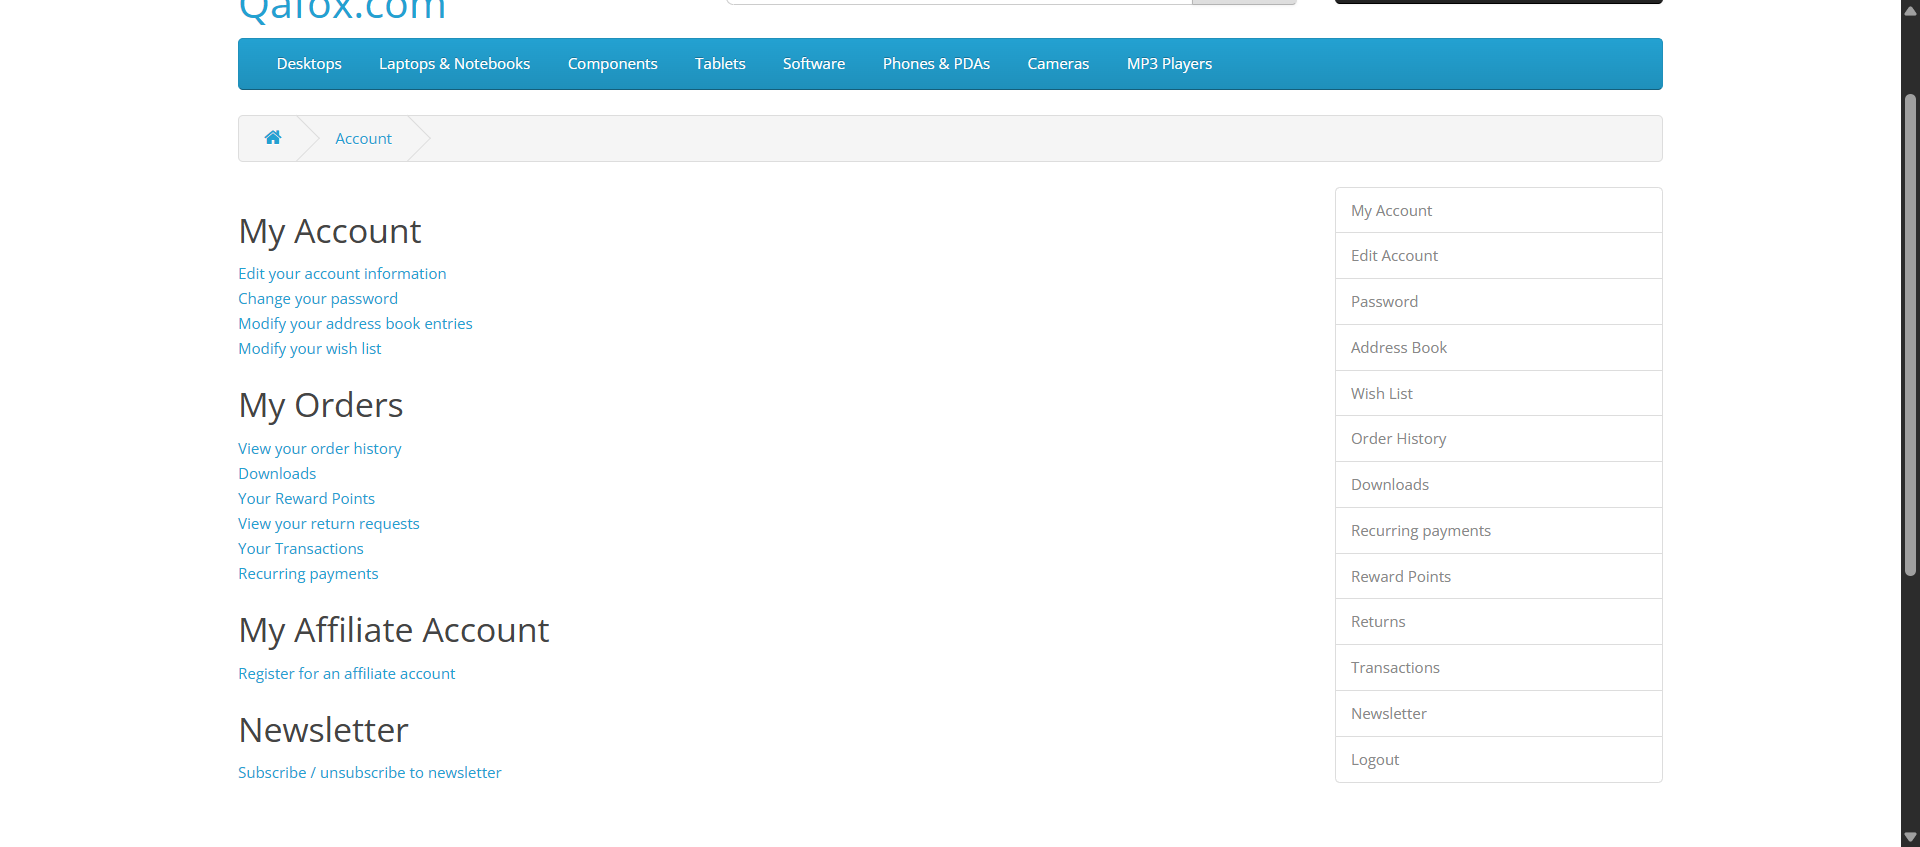 Qafox.com
Desktops Laptops & Notebooks Components Tablets Software Phones & PDAs Cameras MP3 Players
Account
My Account
Edit your account information
Change your password
Modify your address book entries
Modify your wish list
My Orders
View your order history
Downloads
Your Reward Points
View your return requests
Your Transactions
Recurring payments
My Affiliate Account
Register for an affiliate account
Newsletter
Subscribe / unsubscribe to newsletter
My Account
Edit Account
Password
Address Book
Wish List
Order History
Downloads
Recurring payments
Reward Points
Returns
Transactions
Newsletter
Logout